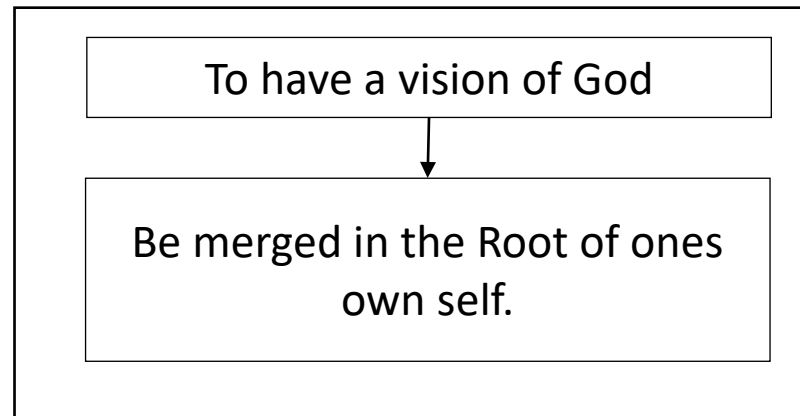 To have a vision of God
Be merged in the Root of ones
own self.